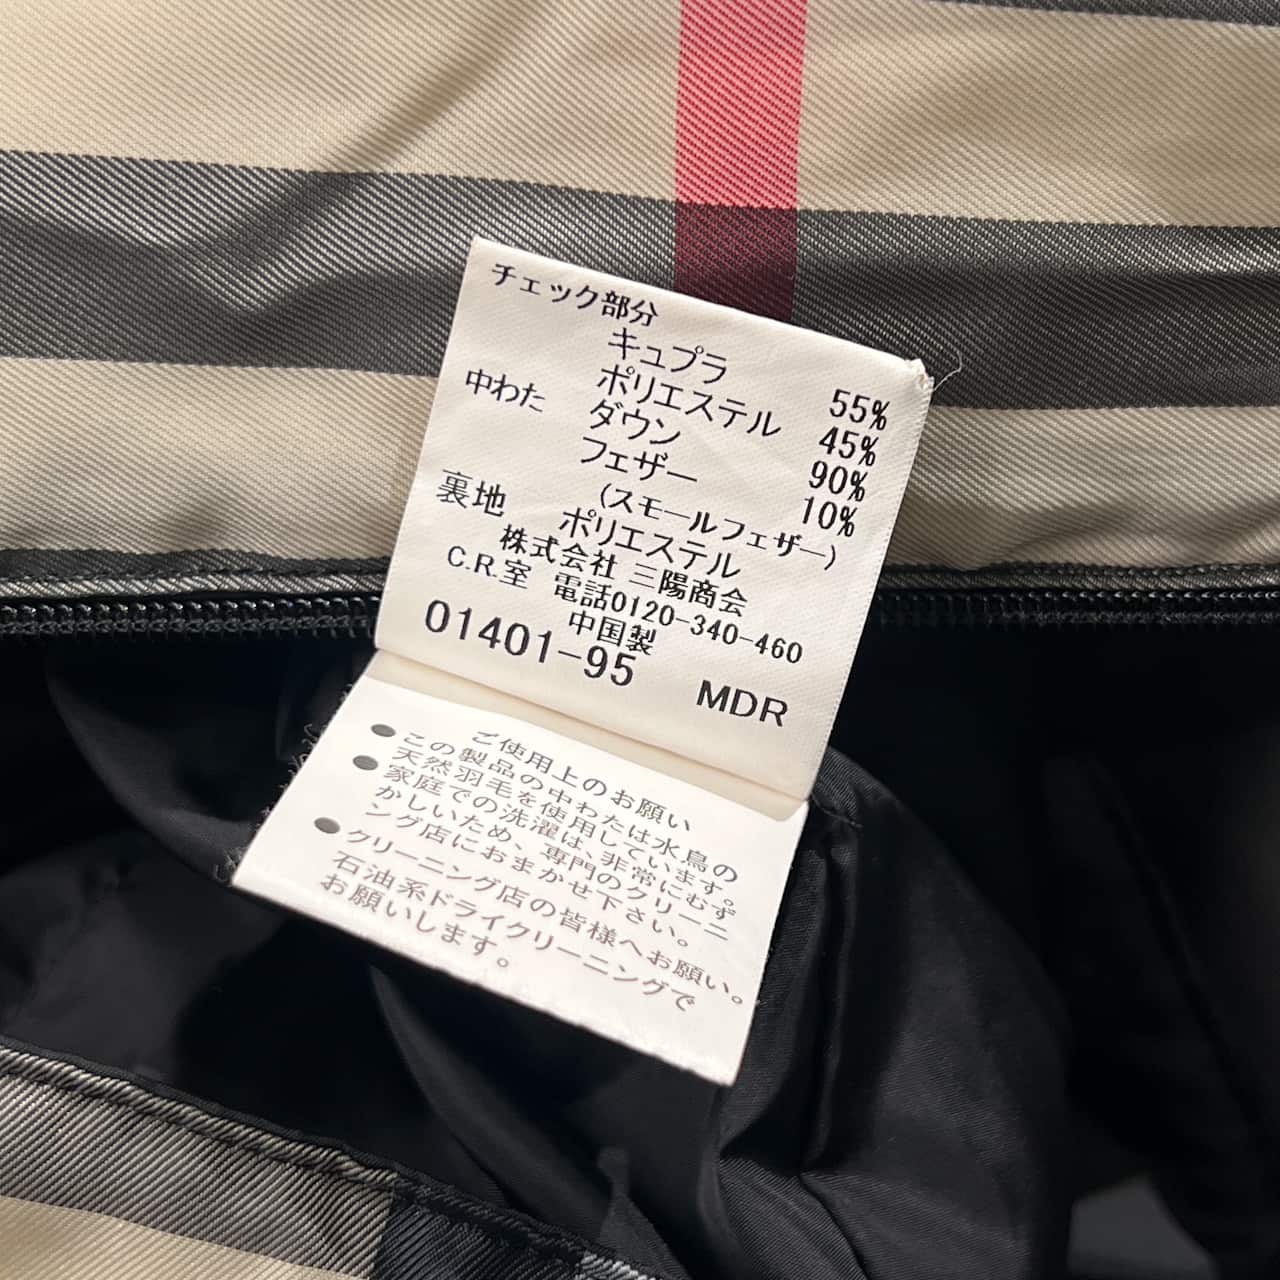 チェック部分
キュプラ 55%
ポリエステル 45%
中わた ダウン 90%
フェザー 10%
(スモールフェザー)
裏地 ポリエステル
株式会社 三陽商会
C.R.室 電話0120-340-460
中国製
01401-95 MDR
ご使用上のお願い
●この製品の中わたは水鳥の
天然羽毛を使用しています。
●家庭での洗濯は、非常にむず
かしいため、専門のクリーニ
ング店におまかせ下さい。
●クリーニング店の皆様へお願い。
石油系ドライクリーニングで
お願いします。